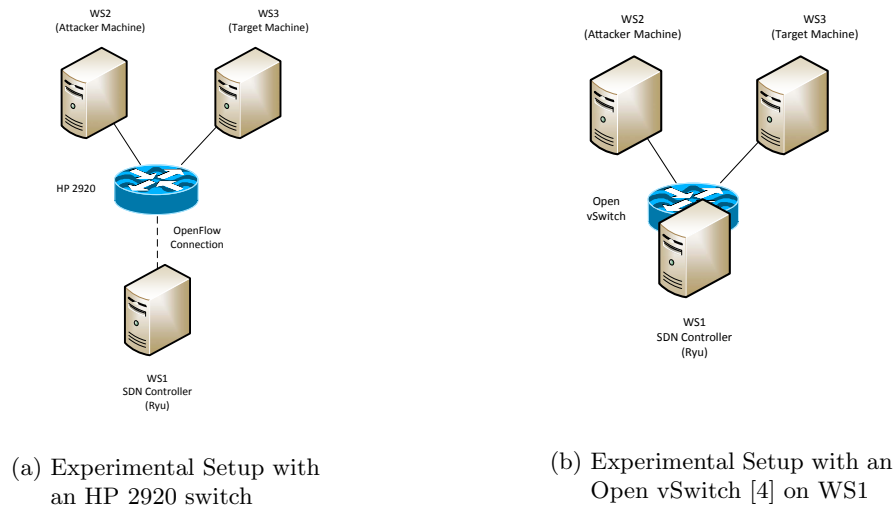 WS2
(Attacker Machine)
WS3
(Target Machine)
HP 2920
OpenFlow
Connection
WS1
SDN Controller
(Ryu)
(a) Experimental Setup with
an HP 2920 switch
WS2
(Attacker Machine)
WS3
(Target Machine)
Open
vSwitch
WS1
SDN Controller
(Ryu)
(b) Experimental Setup with an
Open vSwitch [4] on WS1